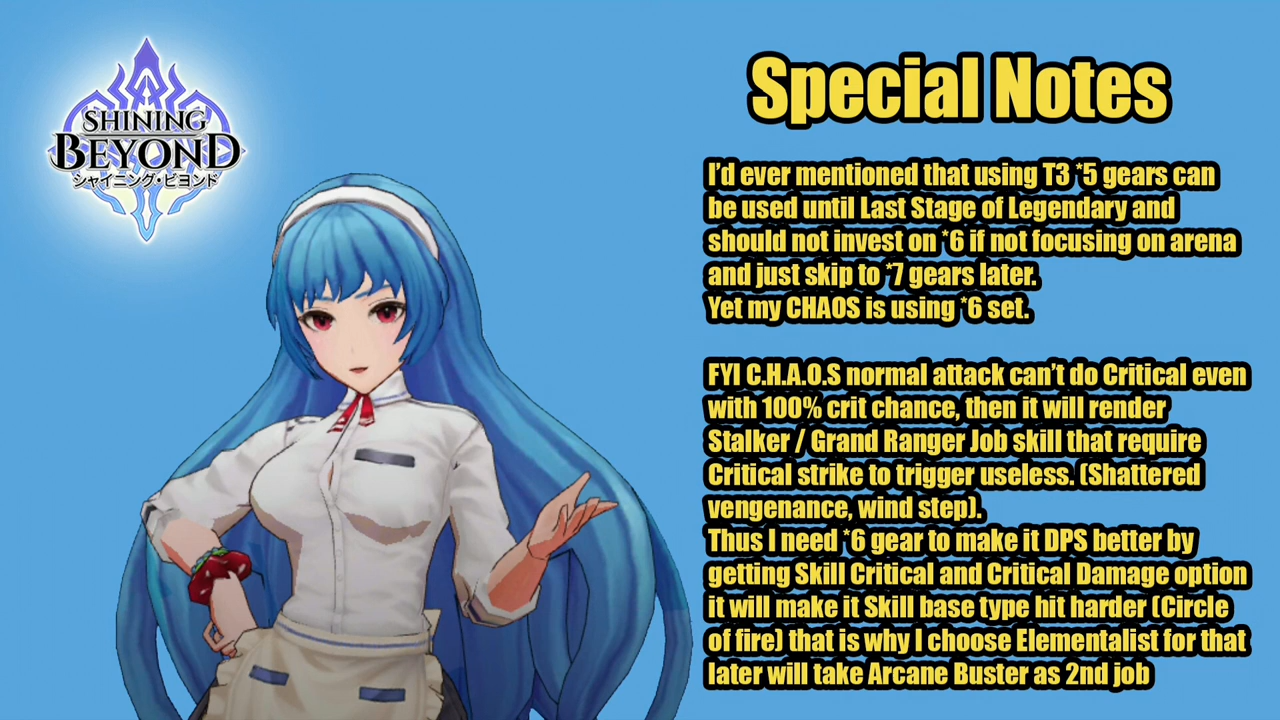 SHINING
BEYOND
シャイニング・ビヨンド
Special Notes
I'd ever mentioned that using T3 *5 gears can
be used until Last Stage of Legendary and
should not invest on *6 if not focusing on arena
and just skip to *7 gears later.
Yet my CHAOS is using *6 set.
FYI C.H.A.O.S normal attack can't do Critical even
with 100% crit chance, then it will render
Stalker / Grand Ranger Job skill that require
Critical strike to trigger useless. (Shattered
vengenance, wind step).
Thus I need *6 gear to make it DPS better by
getting Skill Critical and Critical Damage option
it will make it Skill base type hit harder (Circle
of fire) that is why I choose Elementalist for that
later will take Arcane Buster as 2nd job